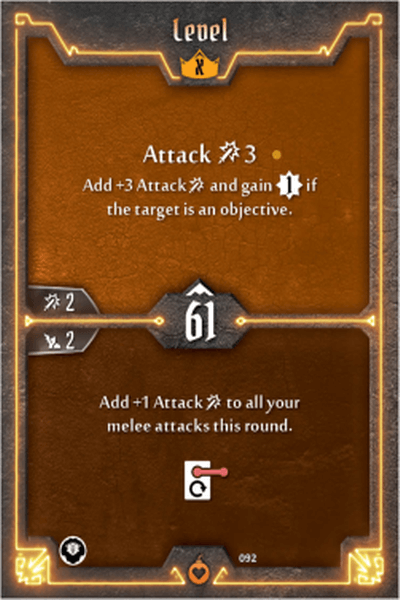 Level
X
Attack 3
Add +3 Attack and gain 1 if
the target is an objective.
2
61
2
Add +1 Attack to all your
melee attacks this round.
092